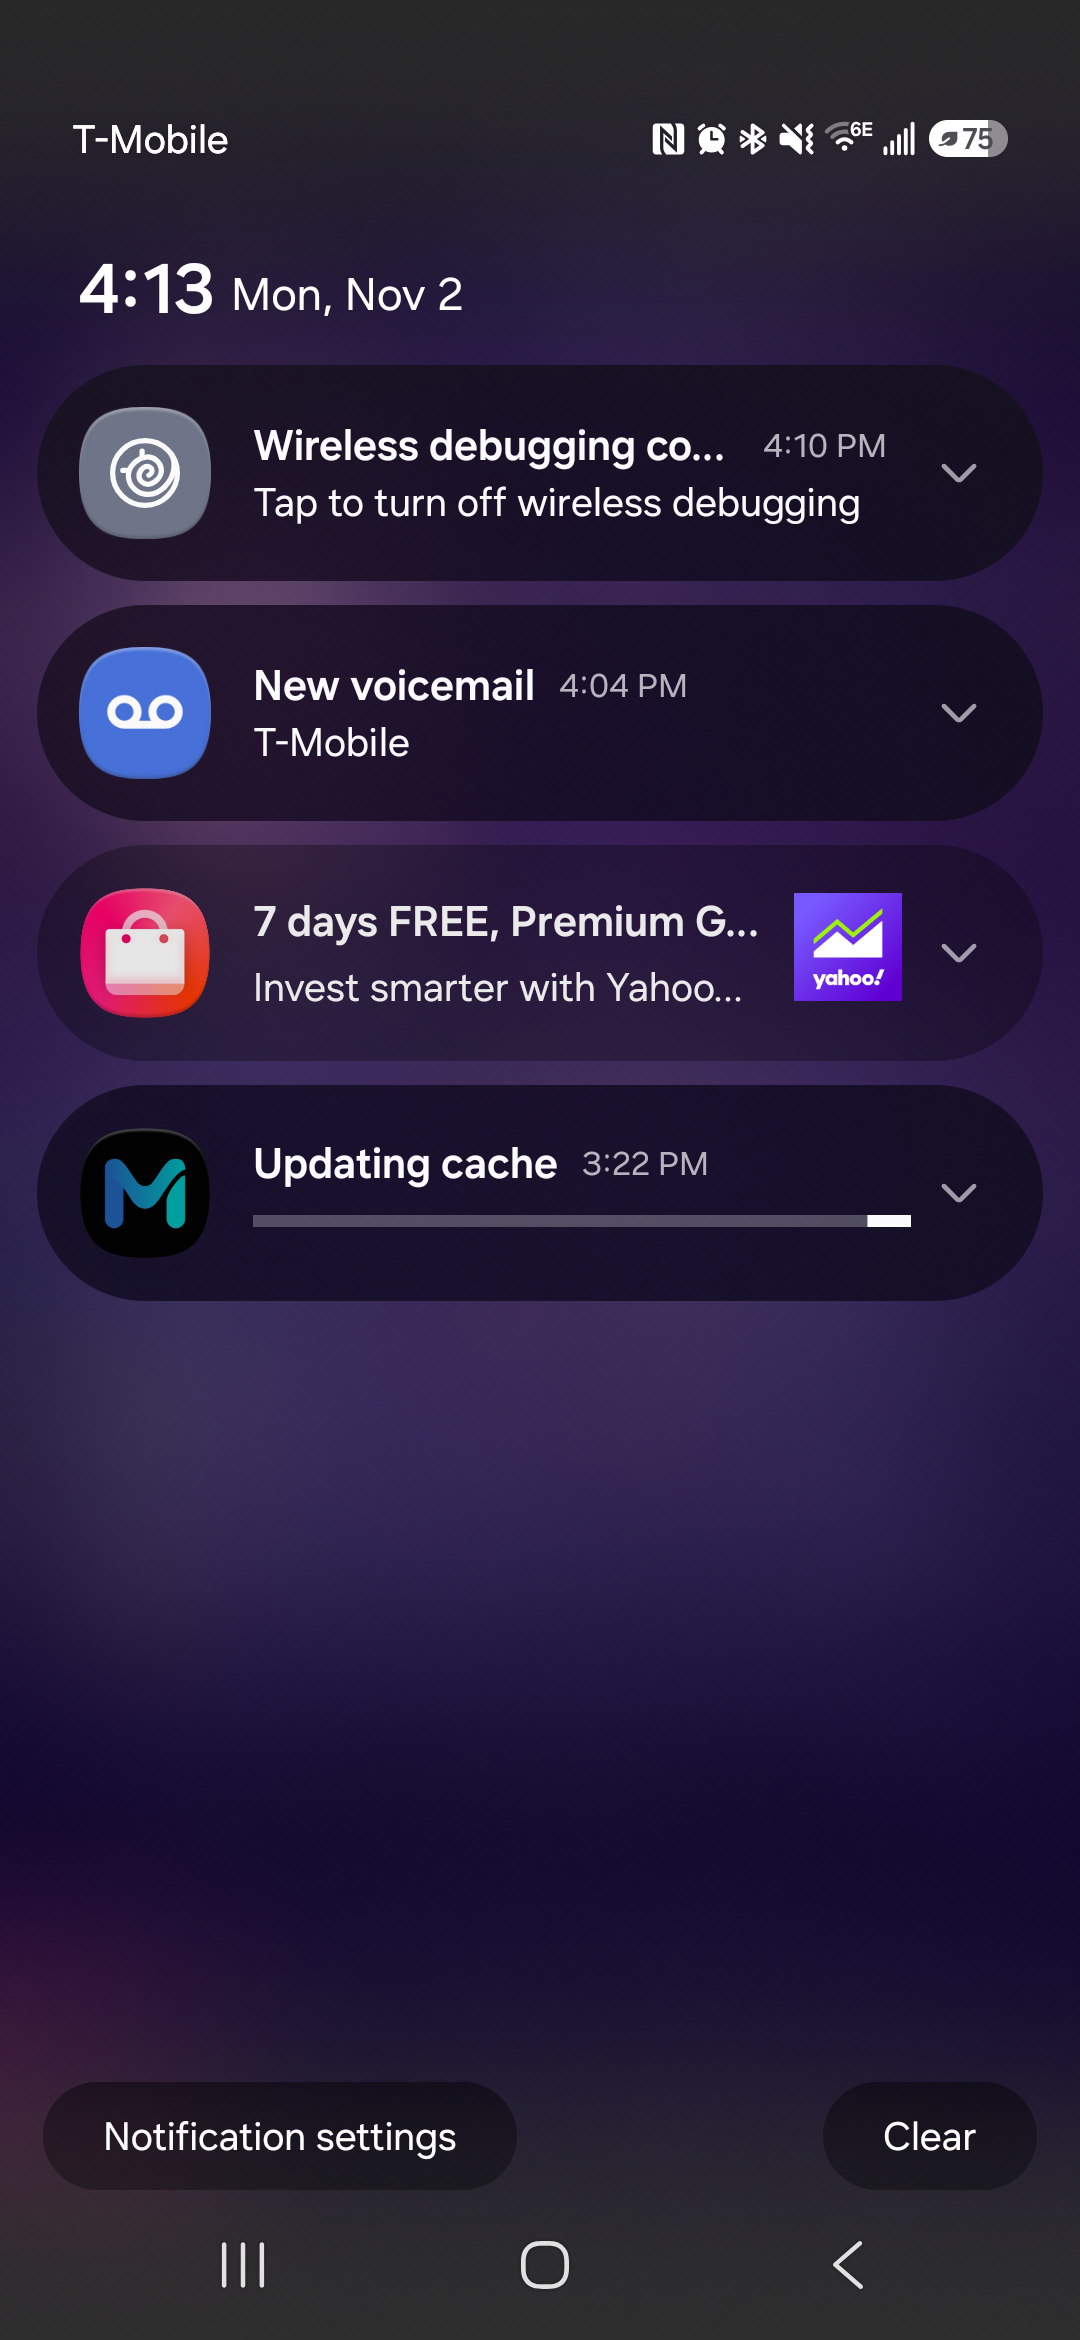 T-Mobile
6E
75
4:13 Mon, Nov 2
Wireless debugging co... 4:10 PM
Tap to turn off wireless debugging
New voicemail 4:04 PM
T-Mobile
7 days FREE, Premium G...
Invest smarter with Yahoo...
yahoo!
Updating cache 3:22 PM
Notification settings
Clear